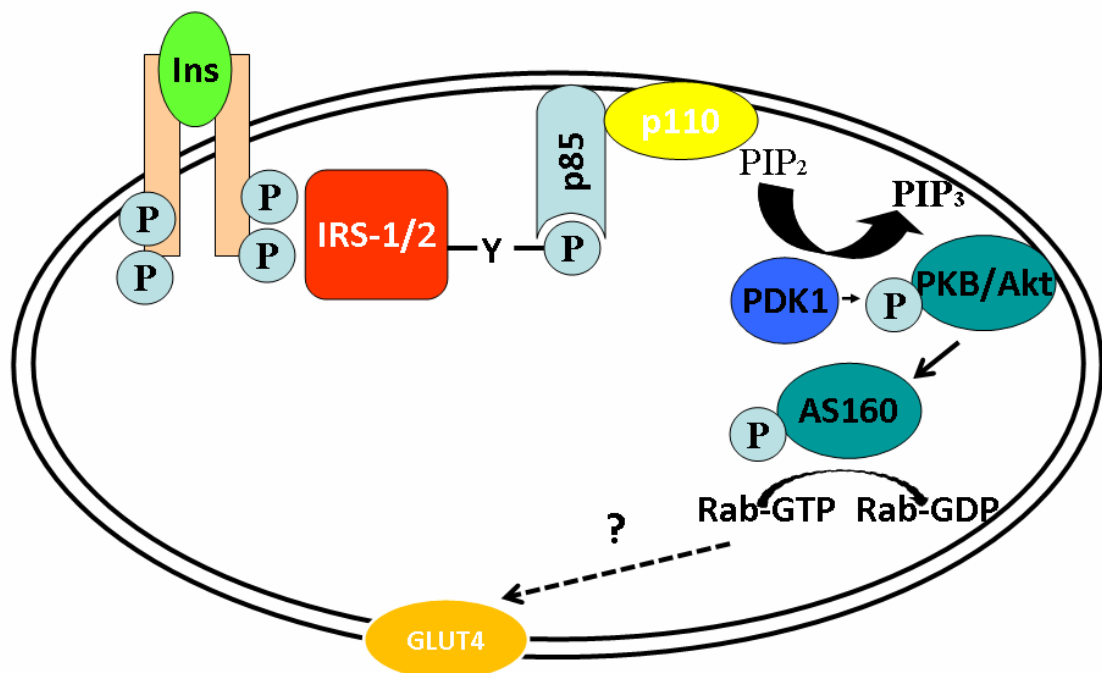 Ins
P
P
P
P
IRS-1/2
Y
P
p85
p110
PIP₂
PIP₃
PDK1
P
PKB/Akt
AS160
P
Rab-GTP Rab-GDP
?
GLUT4